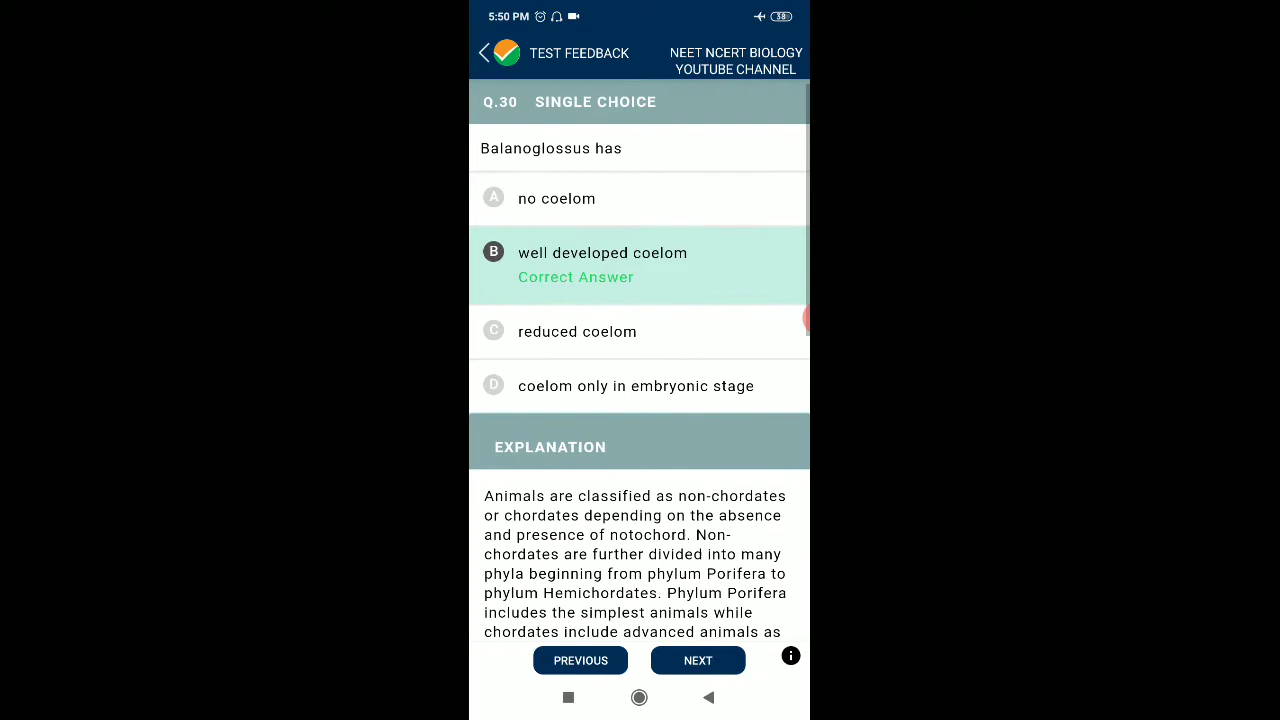 5:50 PM 38
TEST FEEDBACK
NEET NCERT BIOLOGY
YOUTUBE CHANNEL
Q.30 SINGLE CHOICE
Balanoglossus has
A no coelom
B well developed coelom
Correct Answer
C reduced coelom
D coelom only in embryonic stage
EXPLANATION
Animals are classified as non-chordates
or chordates depending on the absence
and presence of notochord. Non-
chordates are further divided into many
phyla beginning from phylum Porifera to
phylum Hemichordates. Phylum Porifera
includes the simplest animals while
chordates include advanced animals as
PREVIOUS NEXT i